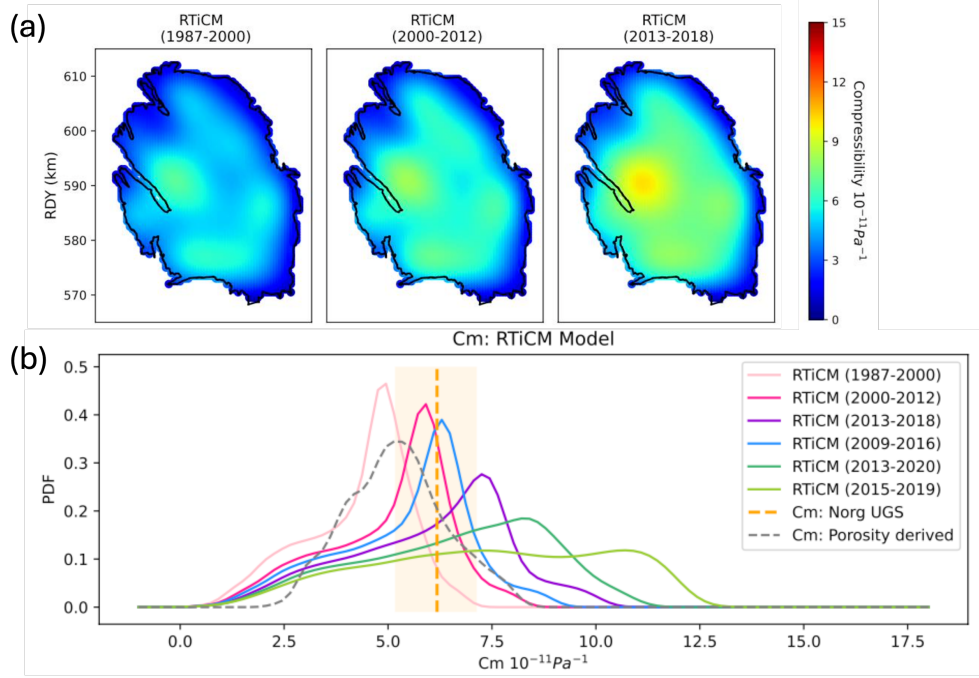 (a)
RTiCM
(1987-2000)
RTiCM
(2000-2012)
RTiCM
(2013-2018)
RDY (km)
610
600
590
580
570
15
12
9
6
3
0
Compressibility 10⁻¹¹Pa⁻¹
(b)
Cm: RTiCM Model
PDF
0.5
0.4
0.3
0.2
0.1
0.0
RTiCM (1987-2000)
RTiCM (2000-2012)
RTiCM (2013-2018)
RTiCM (2009-2016)
RTiCM (2013-2020)
RTiCM (2015-2019)
Cm: Norg UGS
Cm: Porosity derived
0.0 2.5 5.0 7.5 10.0 12.5 15.0 17.5
Cm 10⁻¹¹Pa⁻¹